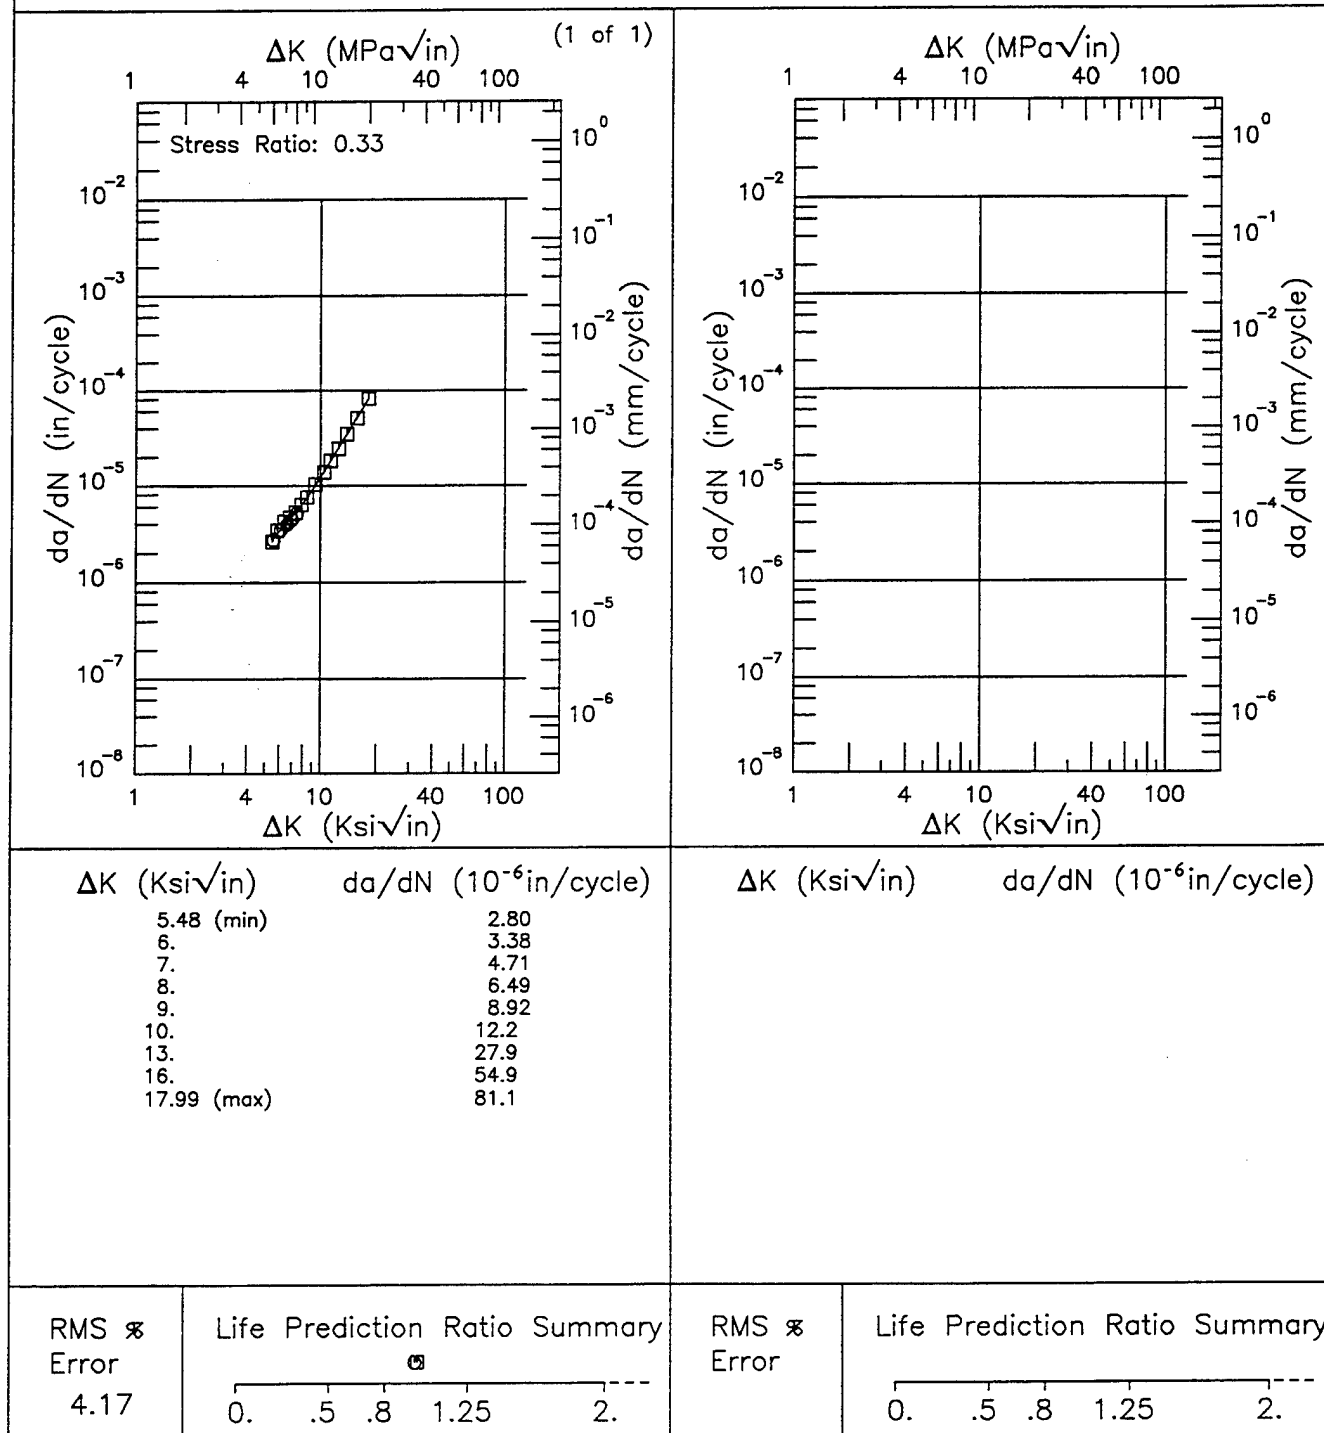 (1 of 1)
ΔK (MPa√in)
1 4 10 40 100
Stress Ratio: 0.33
10⁰
10⁻¹
10⁻²
10⁻³
10⁻⁴
10⁻⁵
10⁻⁶
da/dN (mm/cycle)
10⁻²
10⁻³
10⁻⁴
10⁻⁵
10⁻⁶
10⁻⁷
10⁻⁸
da/dN (in/cycle)
1 4 10 40 100
ΔK (Ksi√in)
ΔK (MPa√in)
1 4 10 40 100
10⁰
10⁻¹
10⁻²
10⁻³
10⁻⁴
10⁻⁵
10⁻⁶
da/dN (mm/cycle)
10⁻²
10⁻³
10⁻⁴
10⁻⁵
10⁻⁶
10⁻⁷
10⁻⁸
da/dN (in/cycle)
1 4 10 40 100
ΔK (Ksi√in)
ΔK (Ksi√in) da/dN (10⁻⁶in/cycle)
5.48 (min) 2.80
6. 3.38
7. 4.71
8. 6.49
9. 8.92
10. 12.2
13. 27.9
16. 54.9
17.99 (max) 81.1
ΔK (Ksi√in) da/dN (10⁻⁶in/cycle)
RMS %
Error
4.17
Life Prediction Ratio Summary
0. .5 .8 1.25 2.
RMS %
Error
Life Prediction Ratio Summary
0. .5 .8 1.25 2.